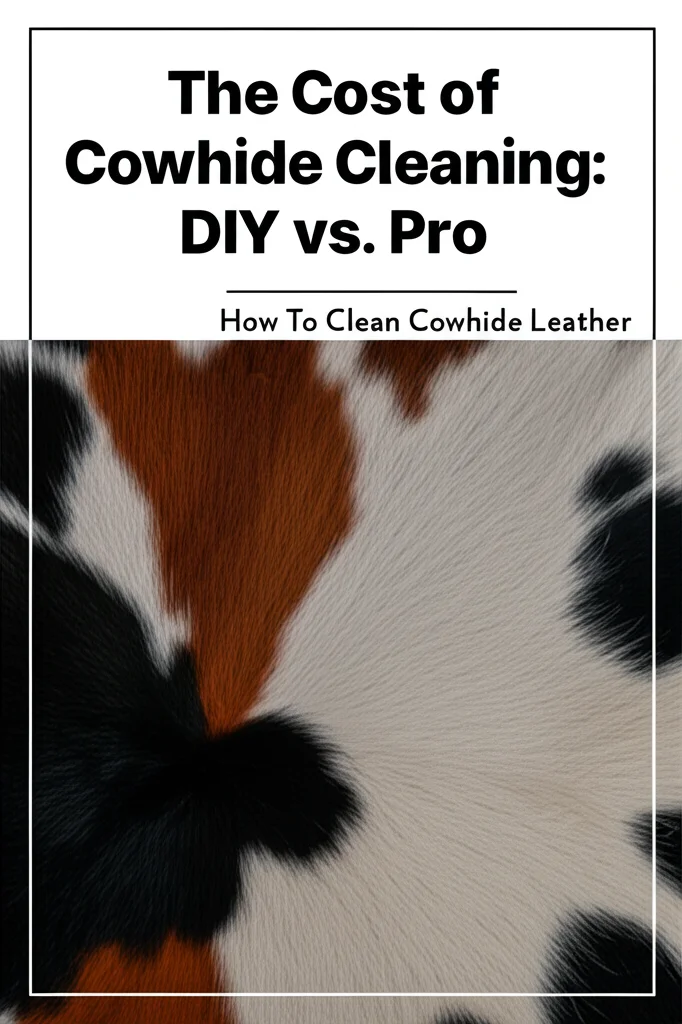 The Cost of
Cowhide Cleaning:
DIY vs. Pro
How To Clean Cowhide Leather